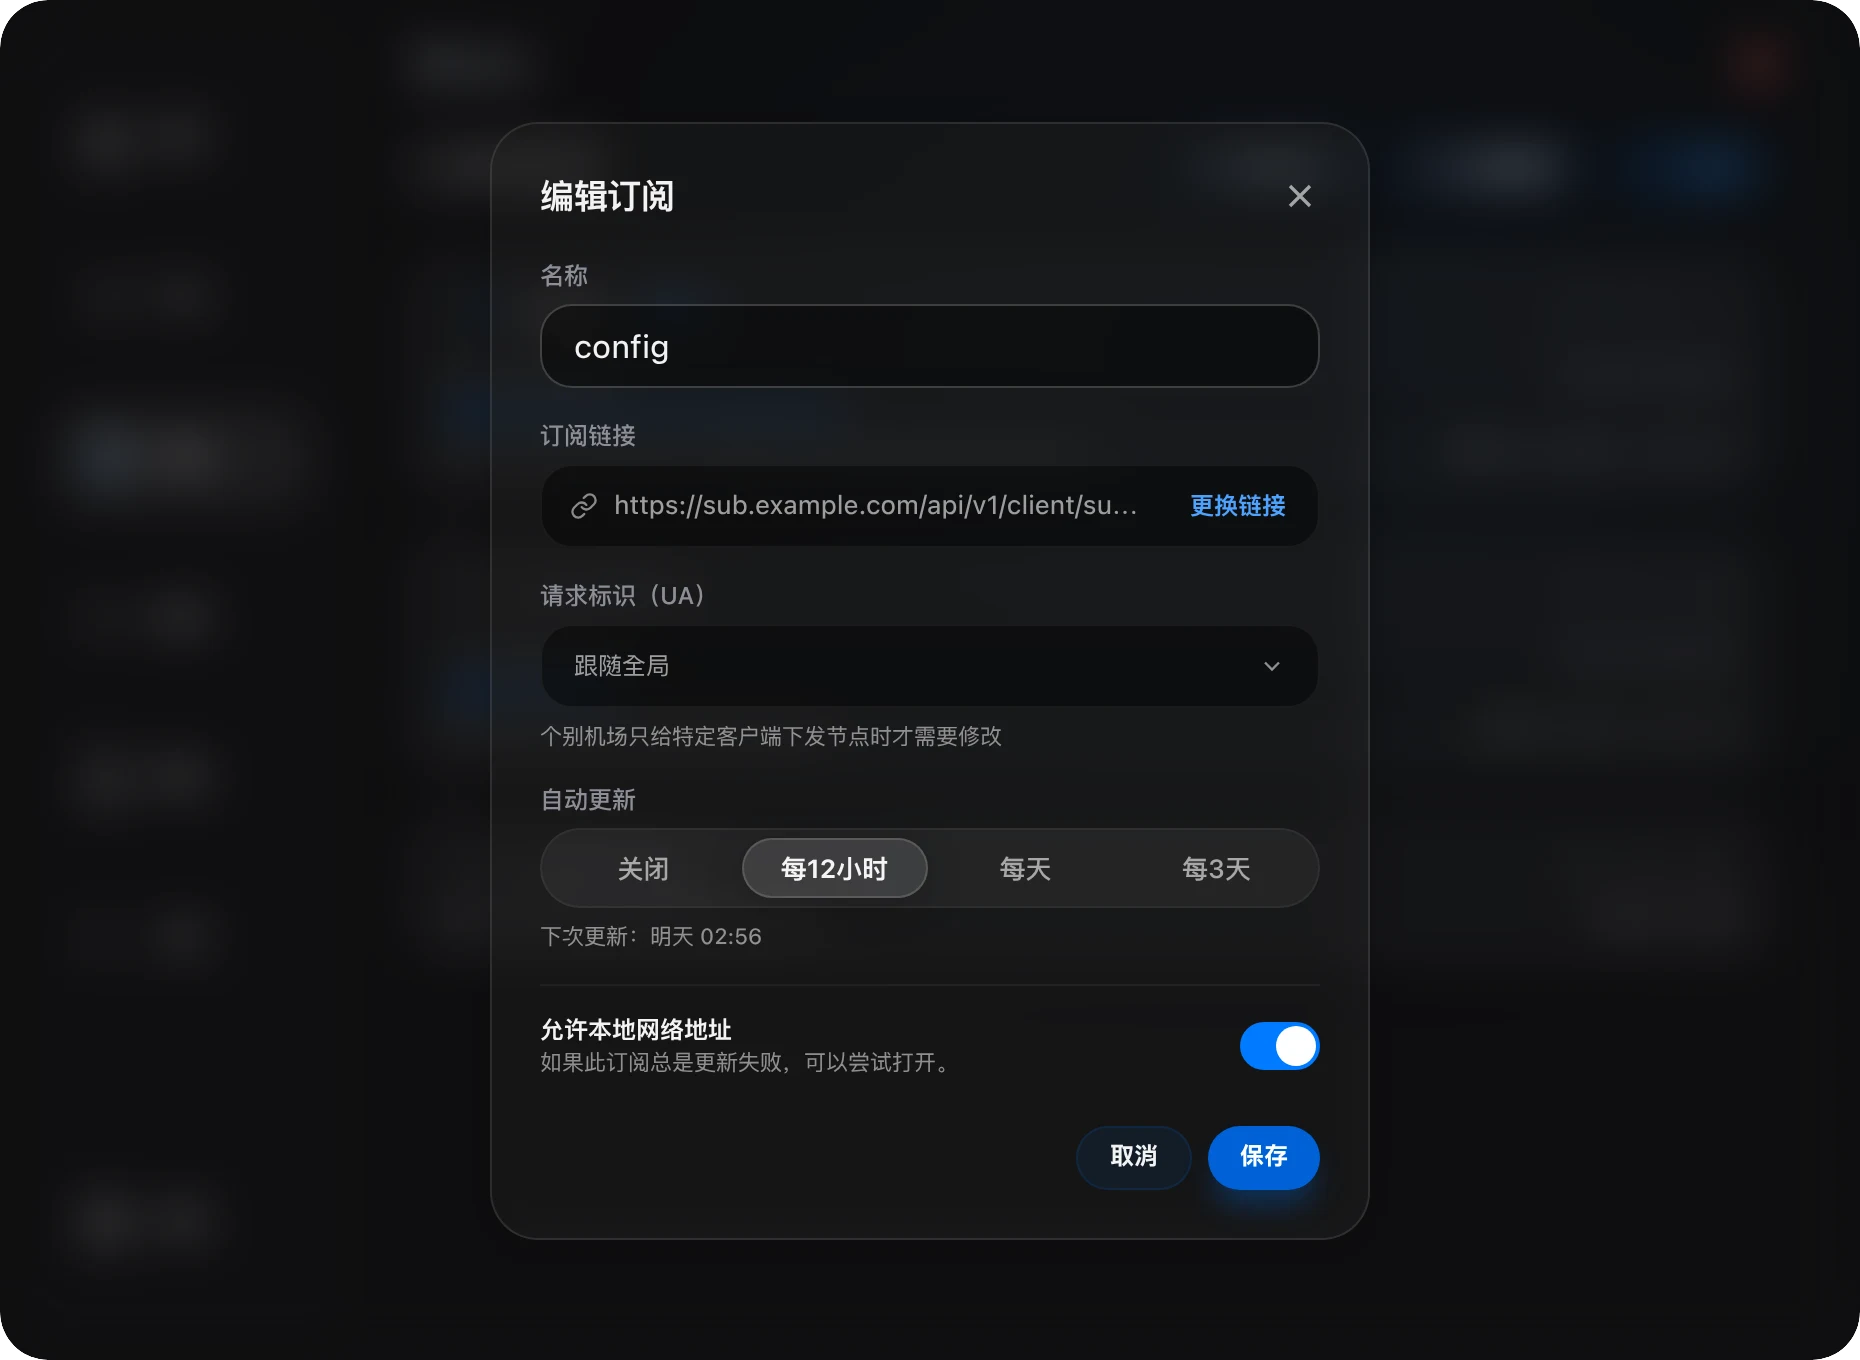 编辑订阅
名称
config
订阅链接
https://sub.example.com/api/v1/client/su... 更换链接
请求标识（UA）
跟随全局
个别机场只给特定客户端下发节点时才需要修改
自动更新
关闭 每12小时 每天 每3天
下次更新：明天 02:56
允许本地网络地址
如果此订阅总是更新失败，可以尝试打开。
取消 保存